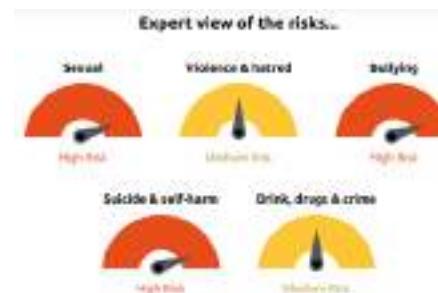 Expert view of the risks...
Sexual Violence & hatred Bullying
High Risk Medium Risk High Risk
Suicide & self-harm Drink, drugs & crime
High Risk Medium Risk